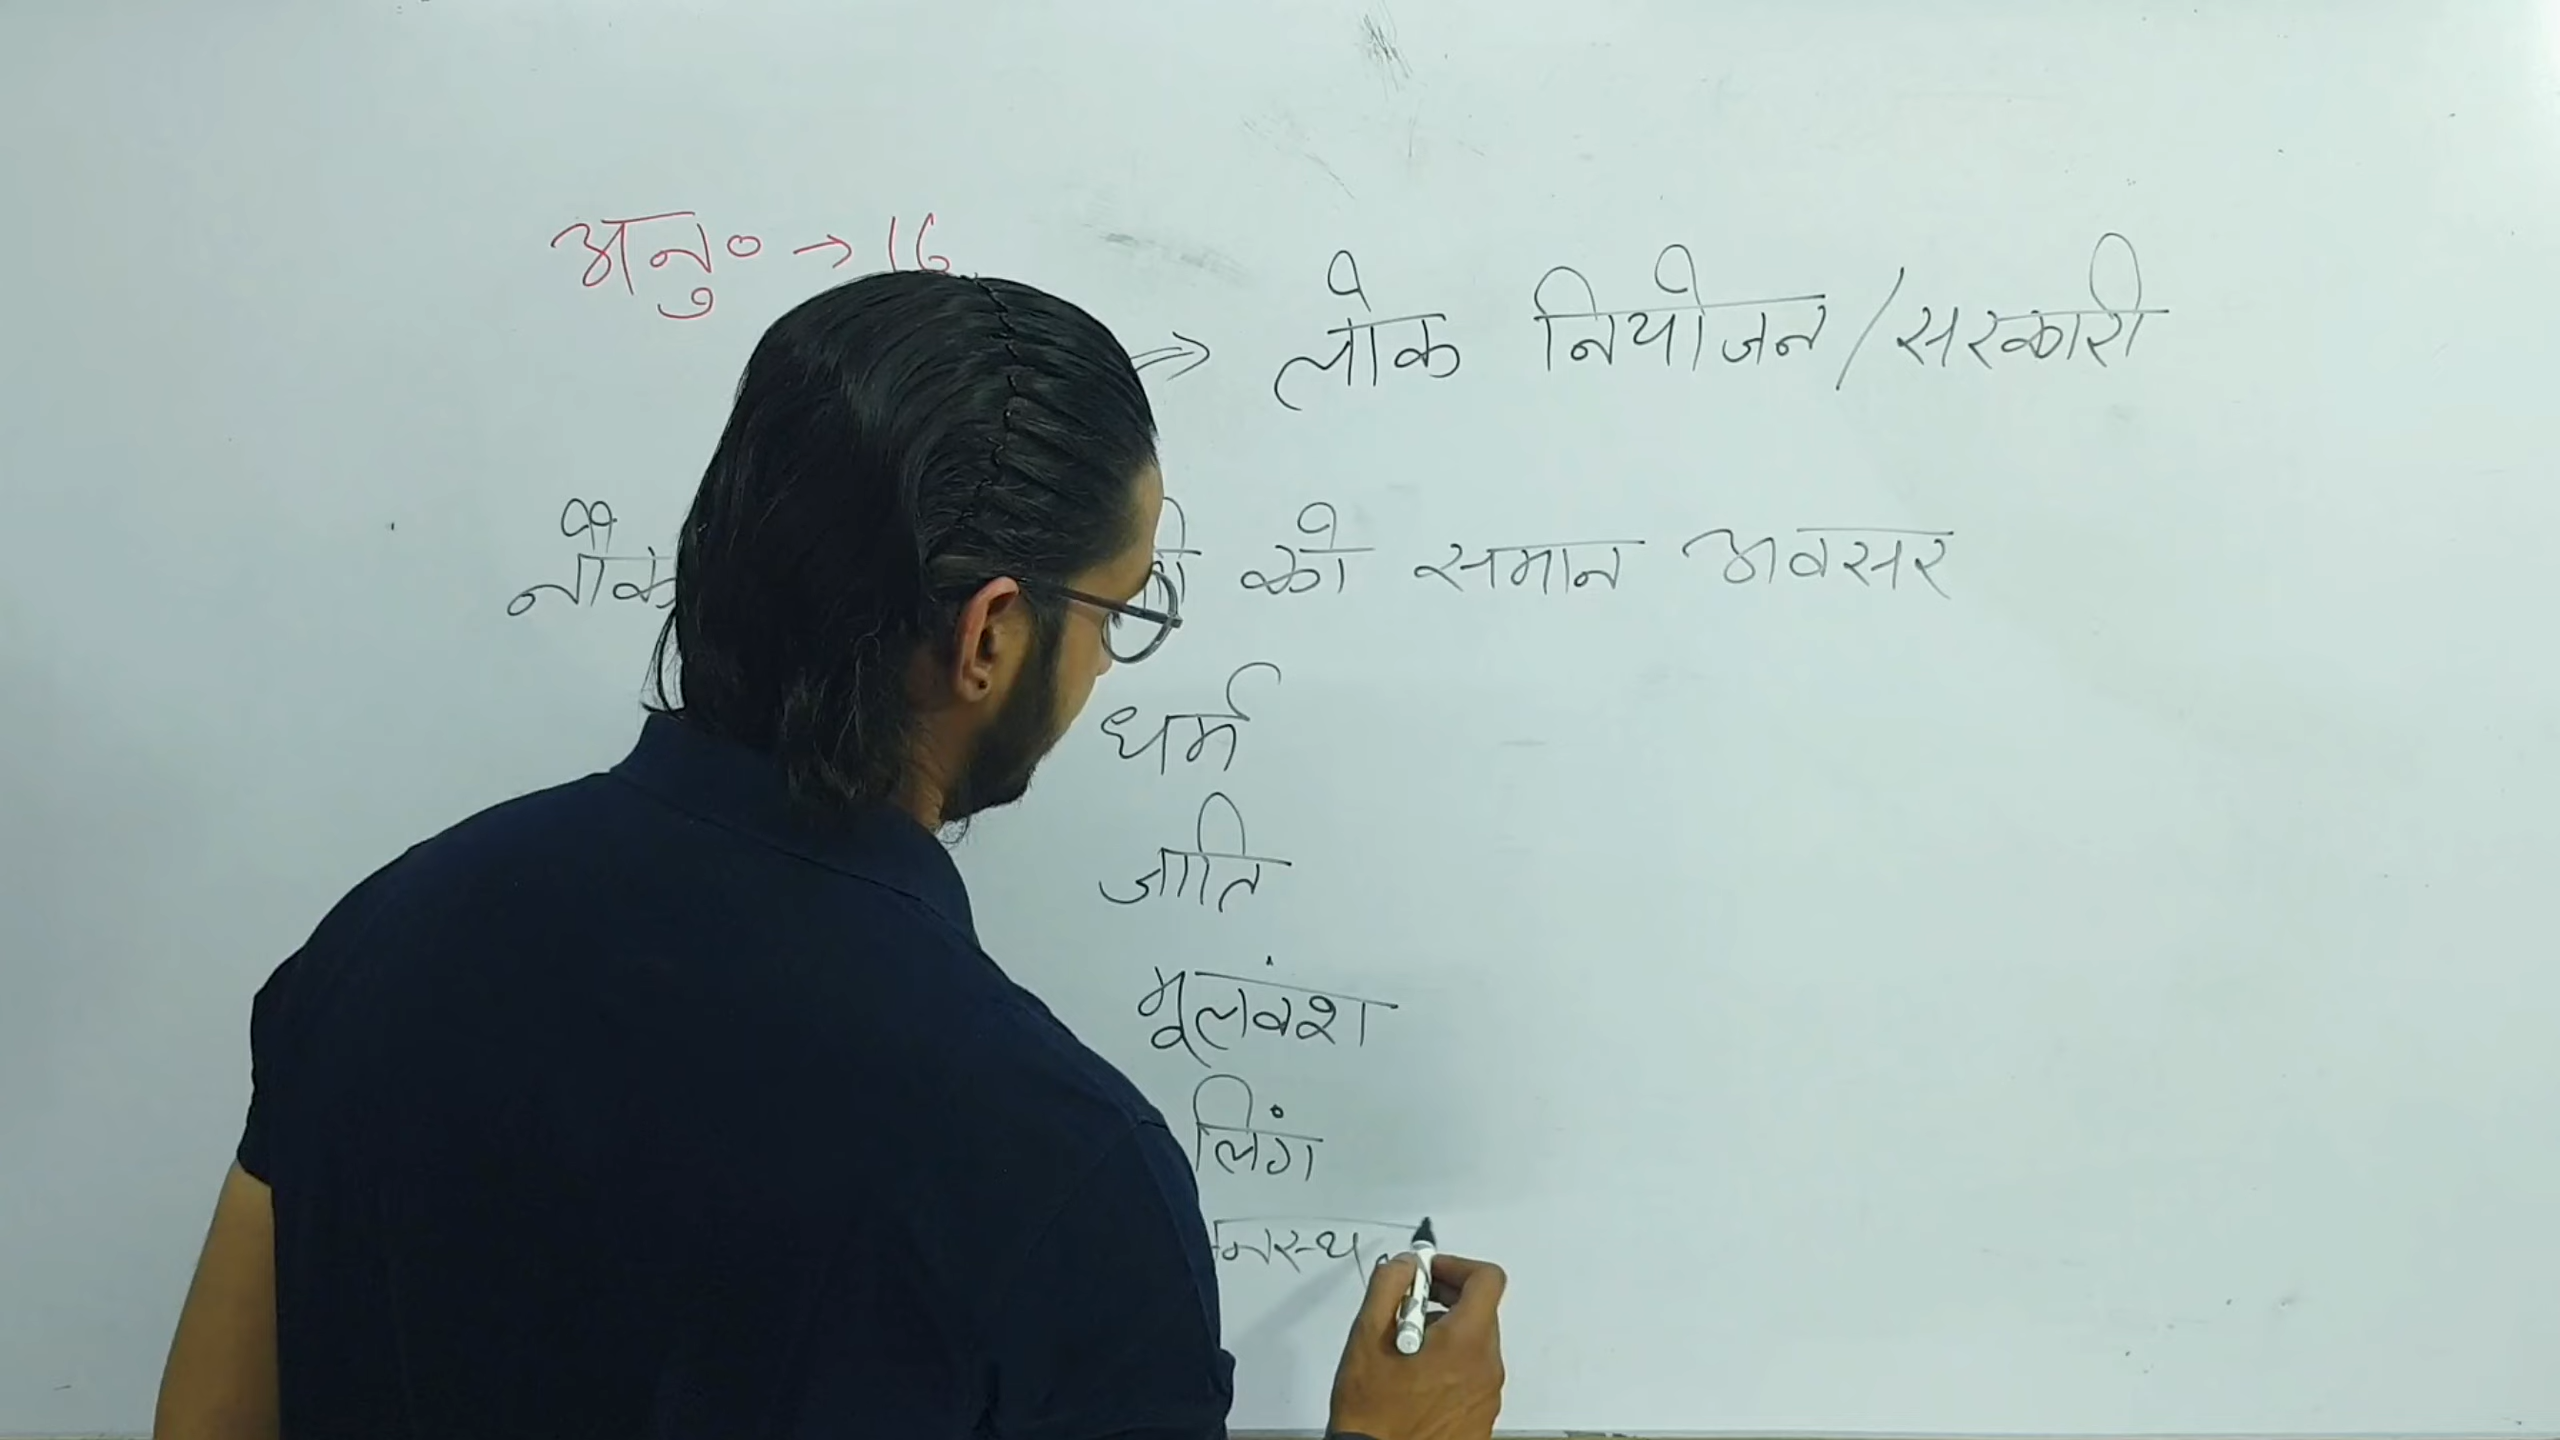 अनु० → 16
⇒ लोक नियोजन / सरकारी
को समान अवसर
धर्म
जाति
मूलवंश
लिंग